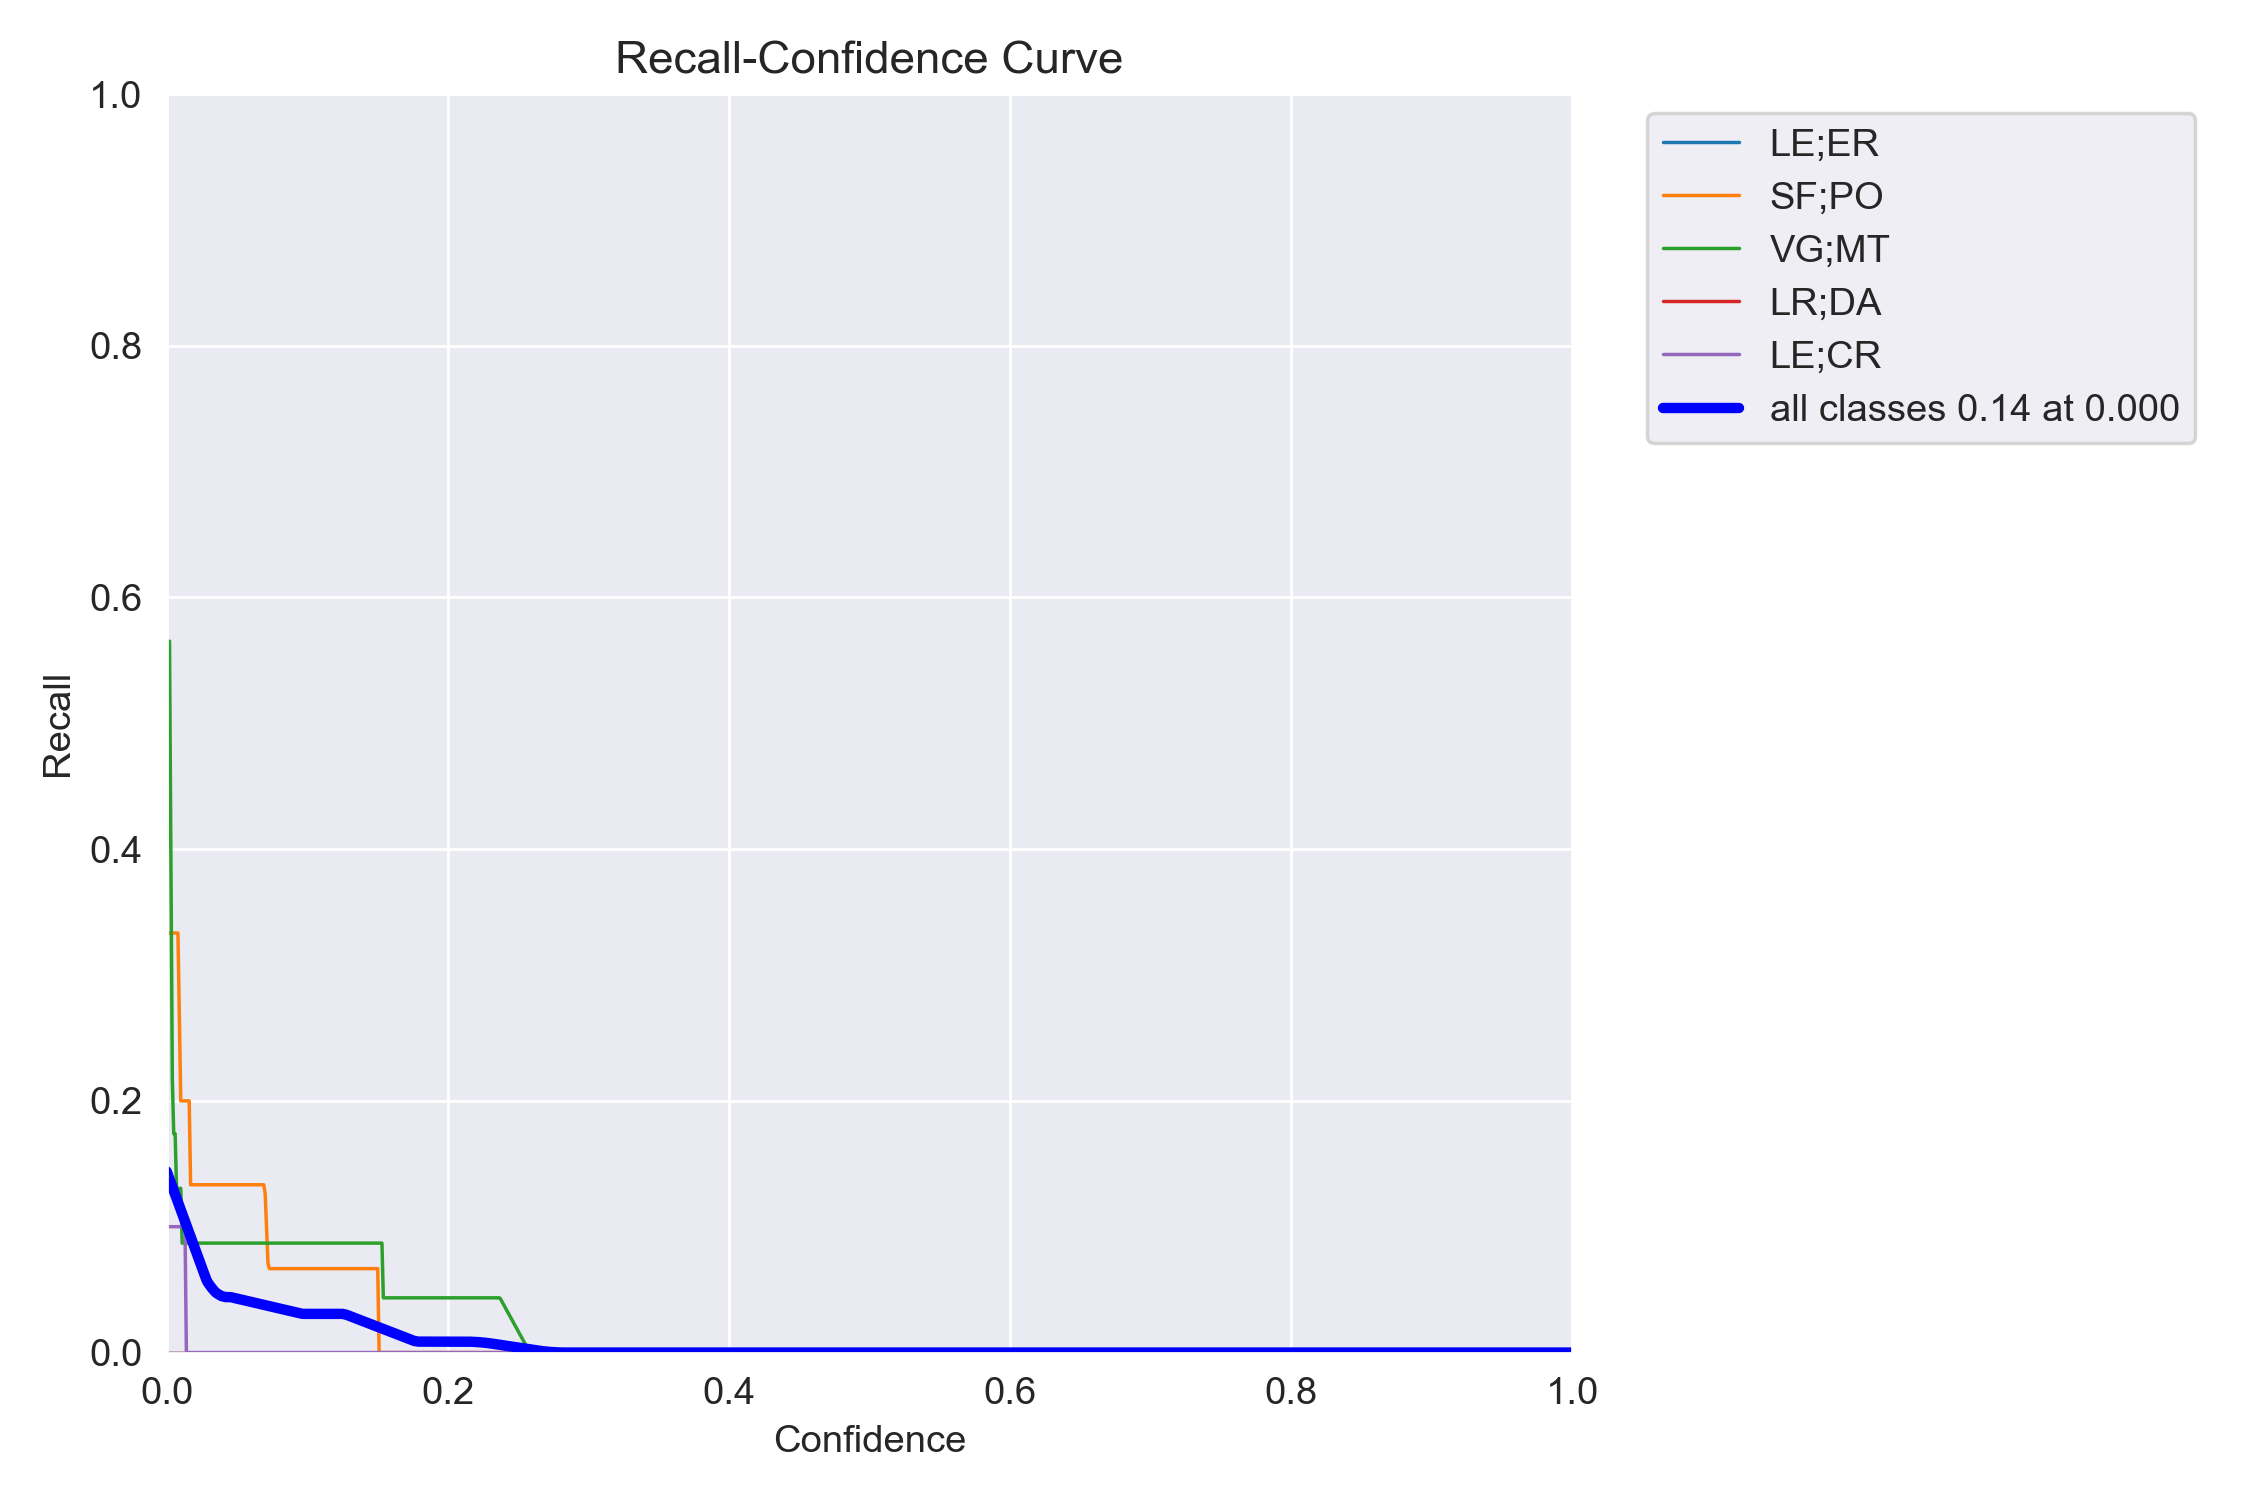 Recall-Confidence Curve
1.0
0.8
0.6
0.4
0.2
0.0
Recall
0.0 0.2 0.4 0.6 0.8 1.0
Confidence
LE;ER
SF;PO
VG;MT
LR;DA
LE;CR
all classes 0.14 at 0.000